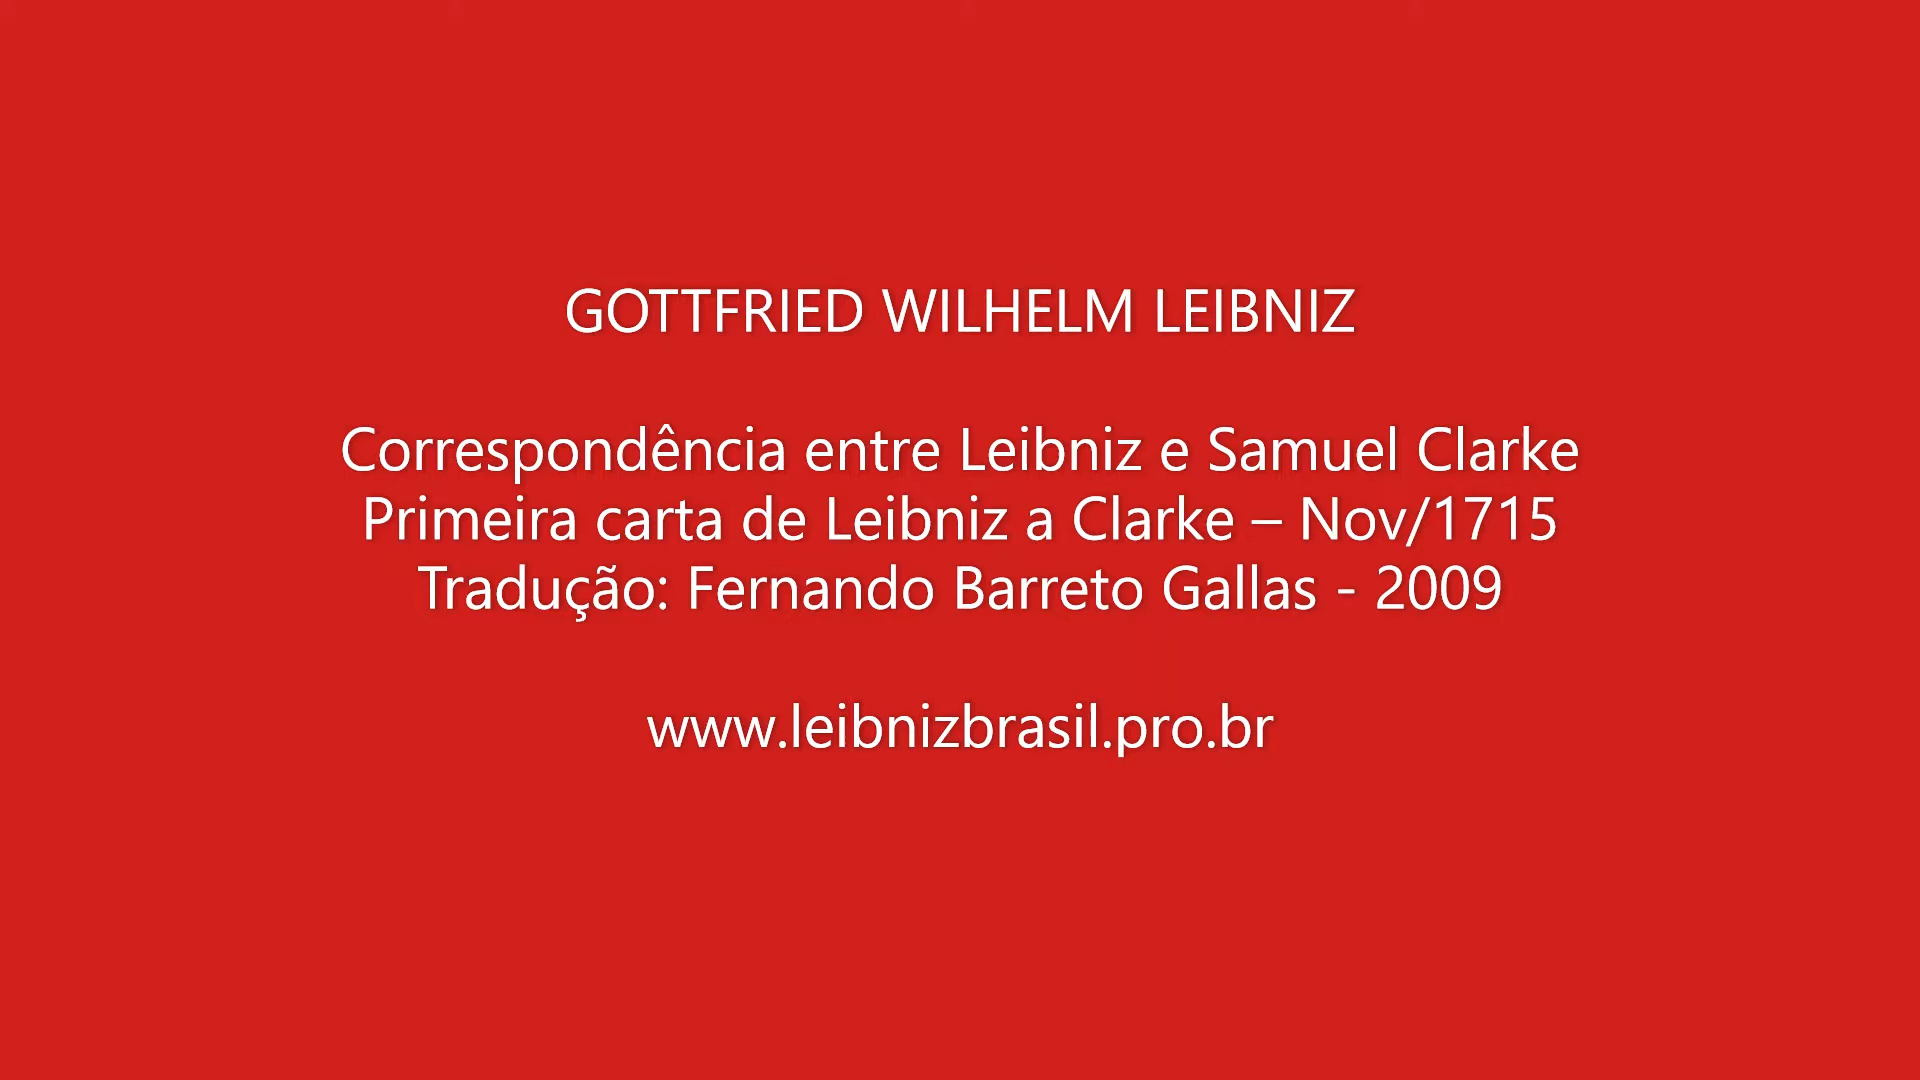 GOTTFRIED WILHELM LEIBNIZ
Correspondência entre Leibniz e Samuel Clarke
Primeira carta de Leibniz a Clarke – Nov/1715
Tradução: Fernando Barreto Gallas - 2009
www.leibnizbrasil.pro.br